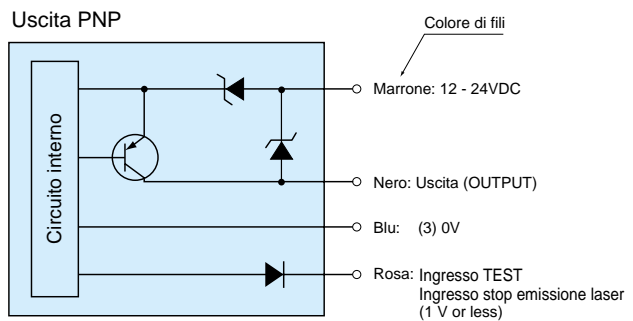 Uscita PNP
Colore di fili
Circuito interno
Marrone: 12 - 24VDC
Nero: Uscita (OUTPUT)
Blu: (3) 0V
Rosa: Ingresso TEST
Ingresso stop emissione laser
(1 V or less)